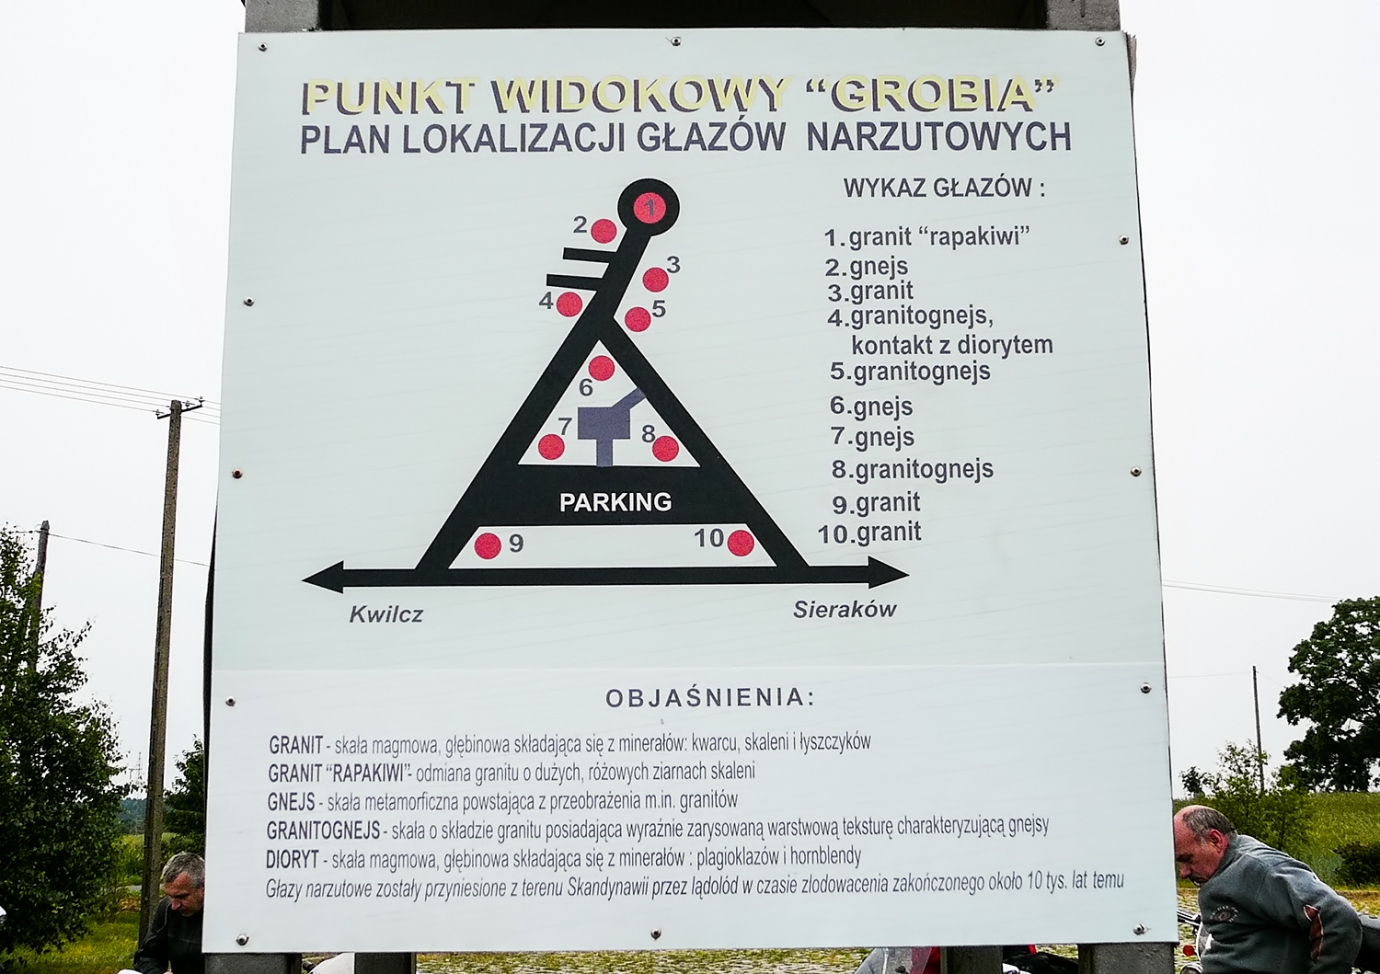 PUNKT WIDOKOWY “GROBIA”
PLAN LOKALIZACJI GŁAZÓW NARZUTOWYCH
WYKAZ GŁAZÓW :
1.granit “rapakiwi”
2.gnejs
3.granit
4.granitognejs,
kontakt z diorytem
5.granitognejs
6.gnejs
7.gnejs
8.granitognejs
9.granit
10.granit
1
2
3
4
5
6
7
8
PARKING
9
10
Kwilcz
Sieraków
OBJAŚNIENIA:
GRANIT - skała magmowa, głębinowa składająca się z minerałów: kwarcu, skaleni i łyszczyków
GRANIT “RAPAKIWI”- odmiana granitu o dużych, różowych ziarnach skaleni
GNEJS - skała metamorficzna powstająca z przeobrażenia m.in. granitów
GRANITOGNEJS - skała o składzie granitu posiadająca wyraźnie zarysowaną warstwową teksturę charakteryzującą gnejsy
DIORYT - skała magmowa, głębinowa składająca się z minerałów : plagioklazów i hornblendy
Głazy narzutowe zostały przyniesione z terenu Skandynawii przez lądolód w czasie zlodowacenia zakończonego około 10 tys. lat temu